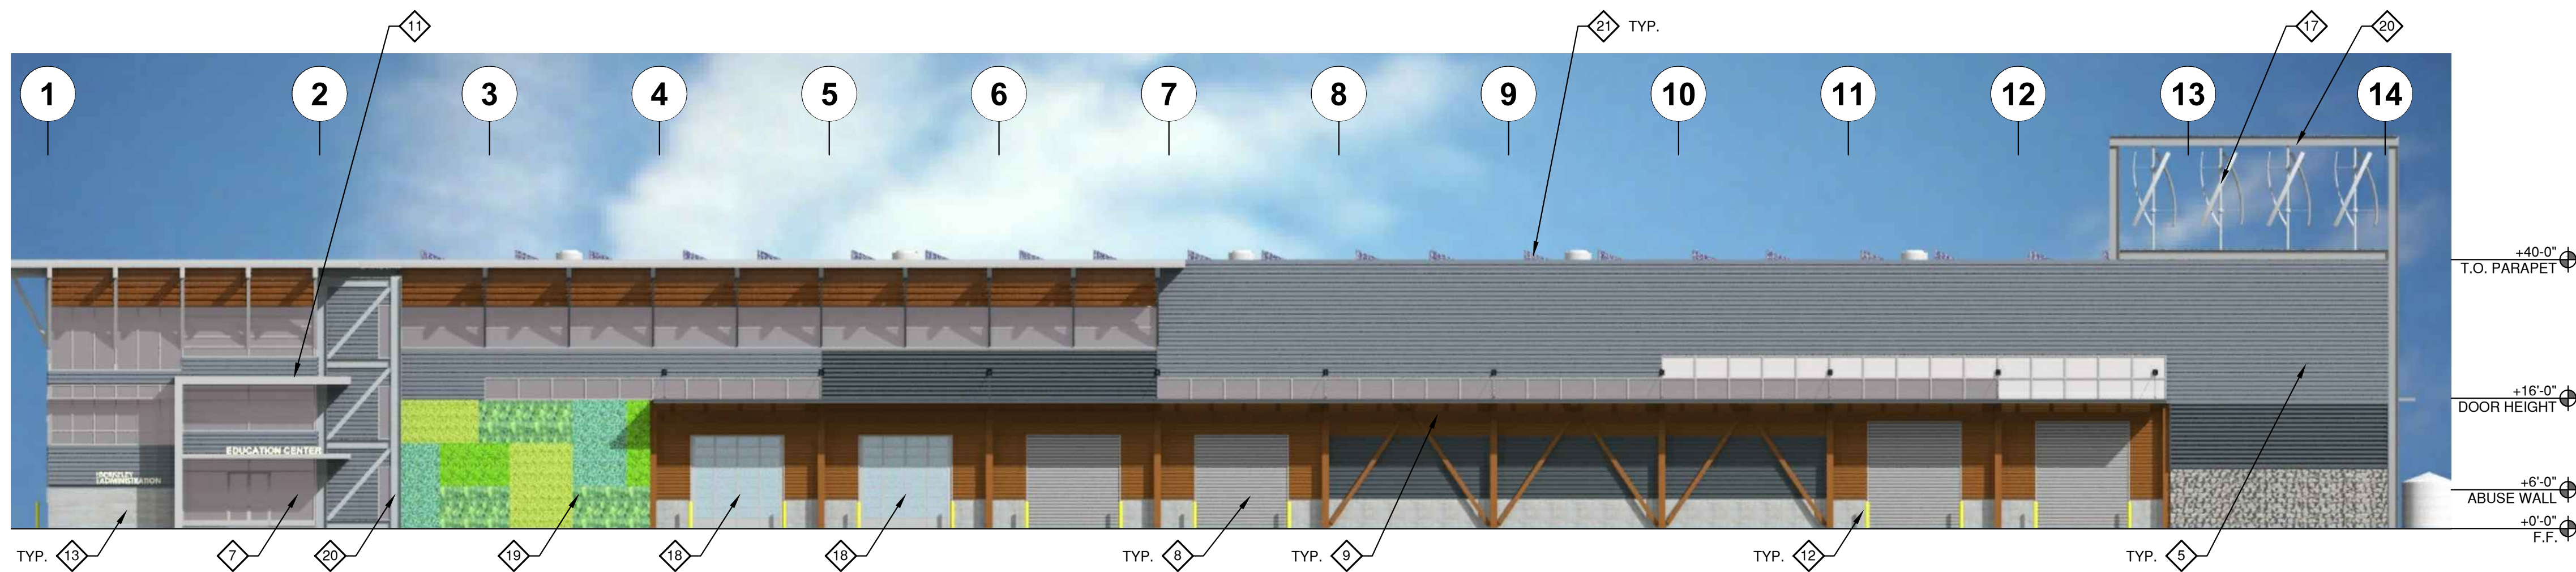 11
21 TYP.
17
20
1
2
3
4
5
6
7
8
9
10
11
12
13
14
+40-0"
T.O. PARAPET
+16'-0"
DOOR HEIGHT
EDUCATION CENTER
BERKELEY
ADMINISTRATION
+6'-0"
ABUSE WALL
+0'-0"
F.F.
TYP. 13
7
20
19
18
18
TYP. 8
TYP. 9
TYP. 12
TYP. 5